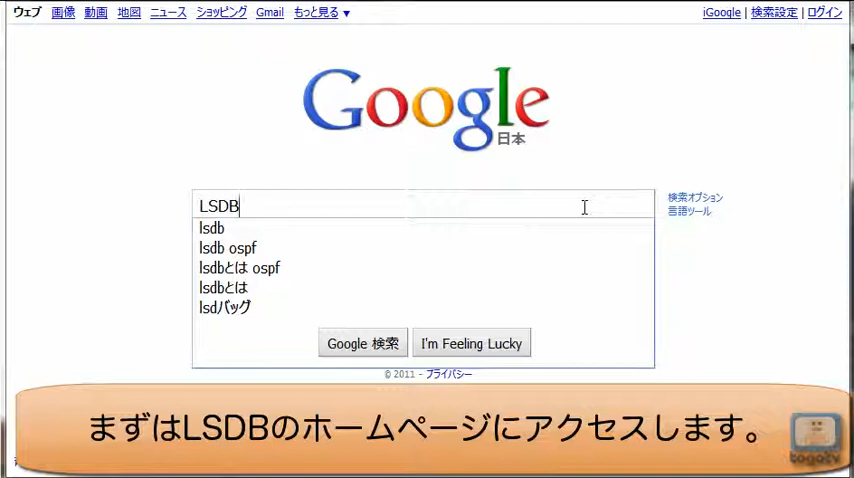 ウェブ 画像 動画 地図 ニュース ショッピング Gmail もっと見る ▼ iGoogle | 検索設定 | ログイン
Google
日本
LSDB
検索オプション
言語ツール
lsdb
lsdb ospf
lsdbとは ospf
lsdbとは
lsdバッグ
Google 検索 I'm Feeling Lucky
© 2011 - プライバシー
まずはLSDBのホームページにアクセスします。
togotv